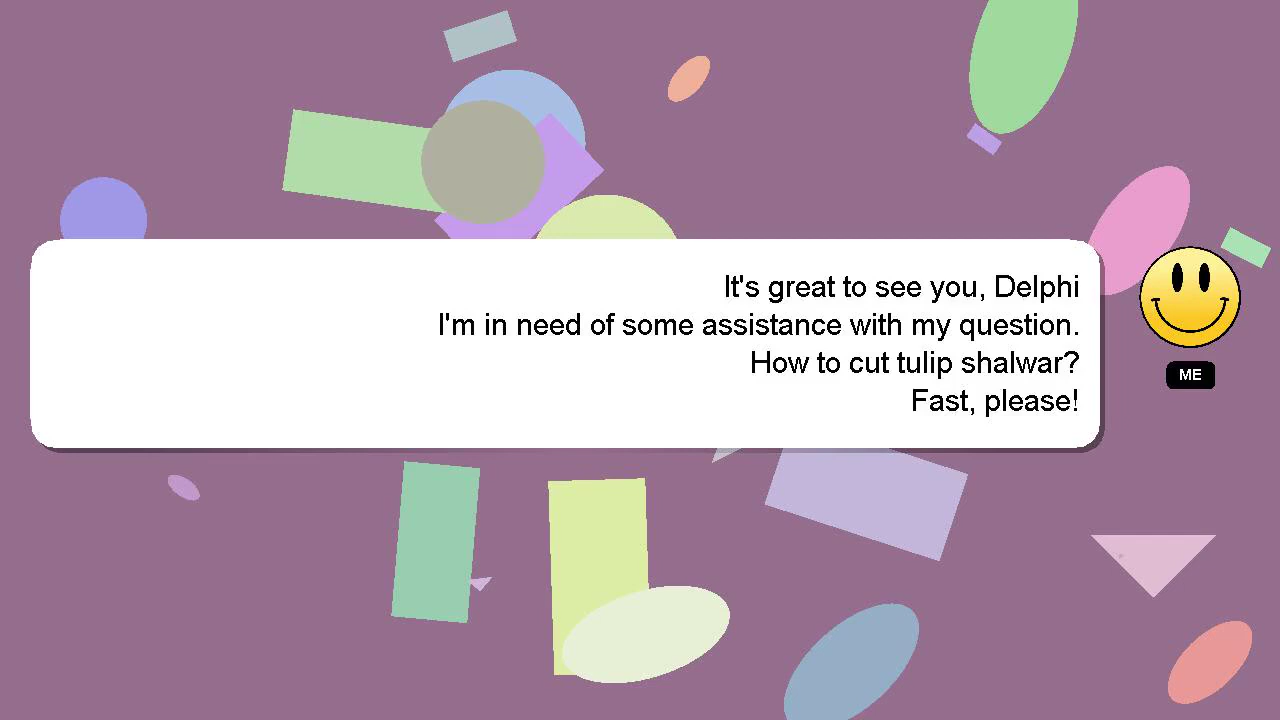 It's great to see you, Delphi
I'm in need of some assistance with my question.
How to cut tulip shalwar?
Fast, please!
ME